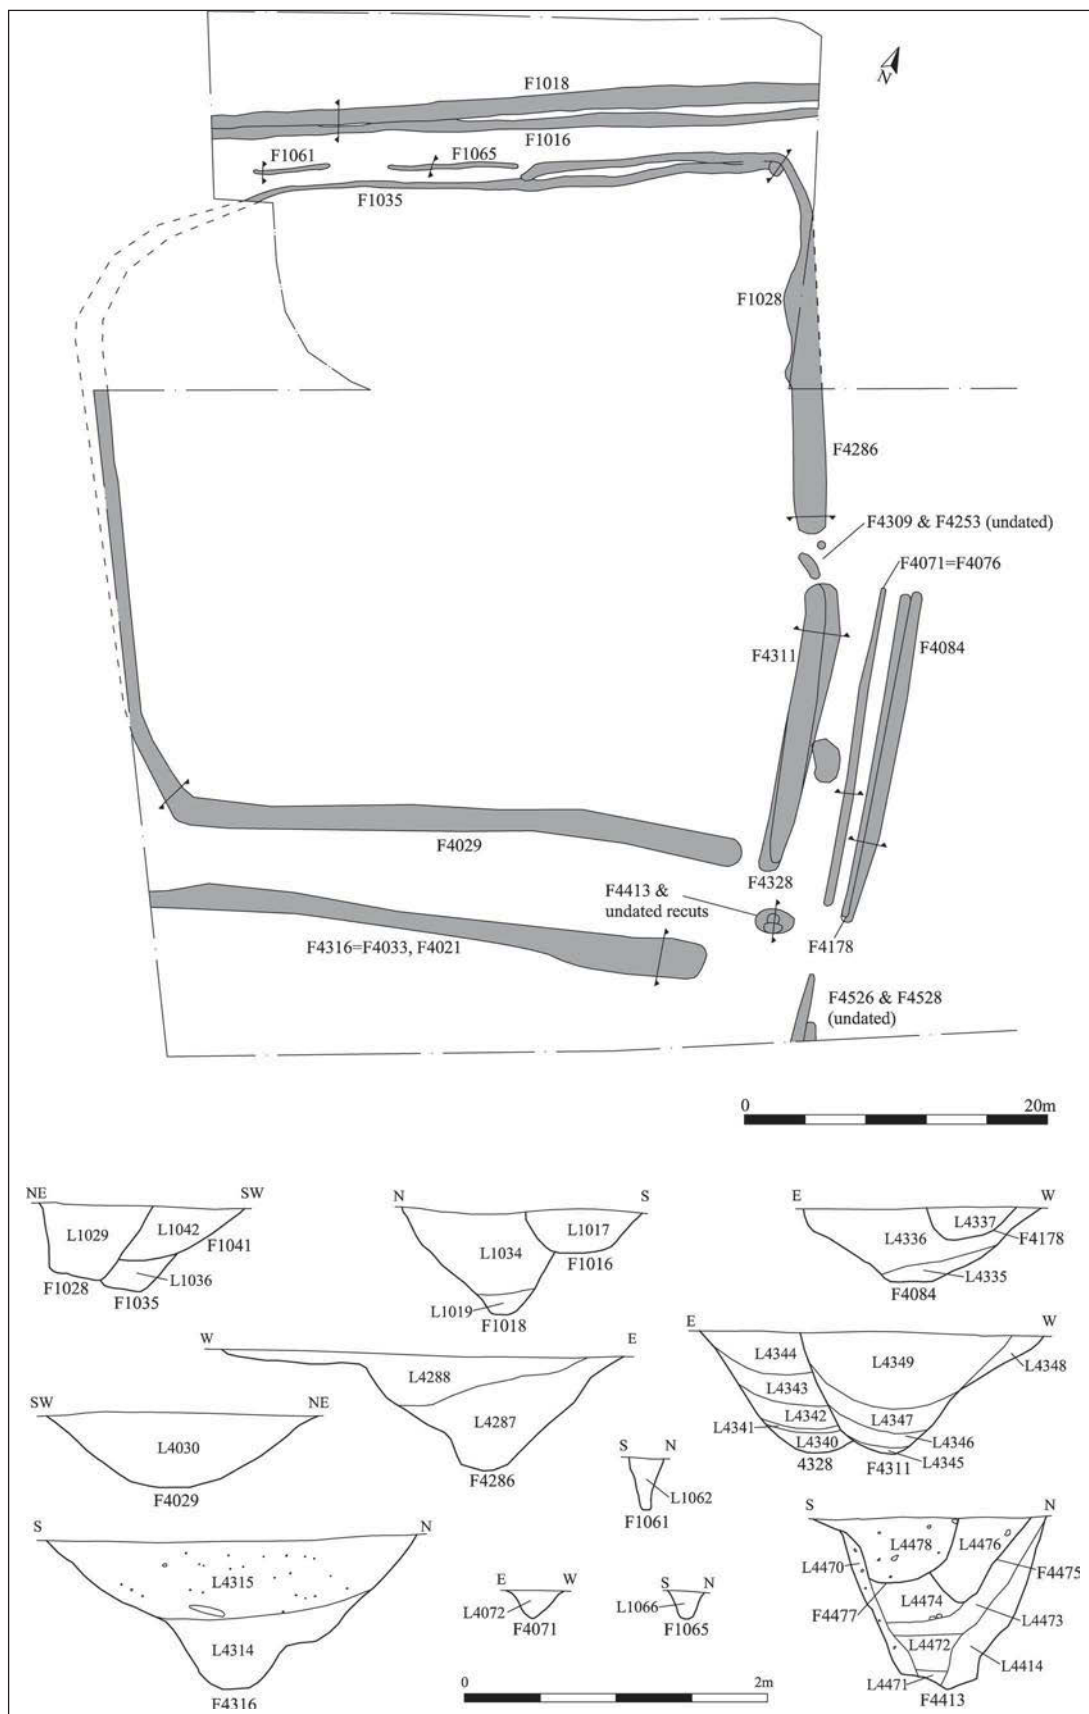 F1018
N
F1016
F1061
F1065
F1035
F1028
F4286
F4309 & F4253 (undated)
F4071=F4076
F4311
F4084
F4029
F4328
F4413 &
undated recuts
F4316=F4033, F4021
F4178
F4526 & F4528
(undated)
0 20m
NE SW
L1029
L1042
F1041
L1036
F1028
F1035
N S
L1034
L1017
F1016
L1019
F1018
E W
L4336
L4337
F4178
L4335
F4084
W E
L4288
L4287
F4286
E W
L4344
L4349
L4348
L4343
L4342
L4347
L4341
L4346
L4340
L4345
4328
F4311
SW NE
L4030
F4029
S N
L1062
F1061
S N
L4315
L4314
F4316
E W
L4072
F4071
S N
L1066
F1065
S N
L4478
L4476
L4470
F4475
L4474
F4477
L4473
L4472
L4414
L4471
F4413
0 2m